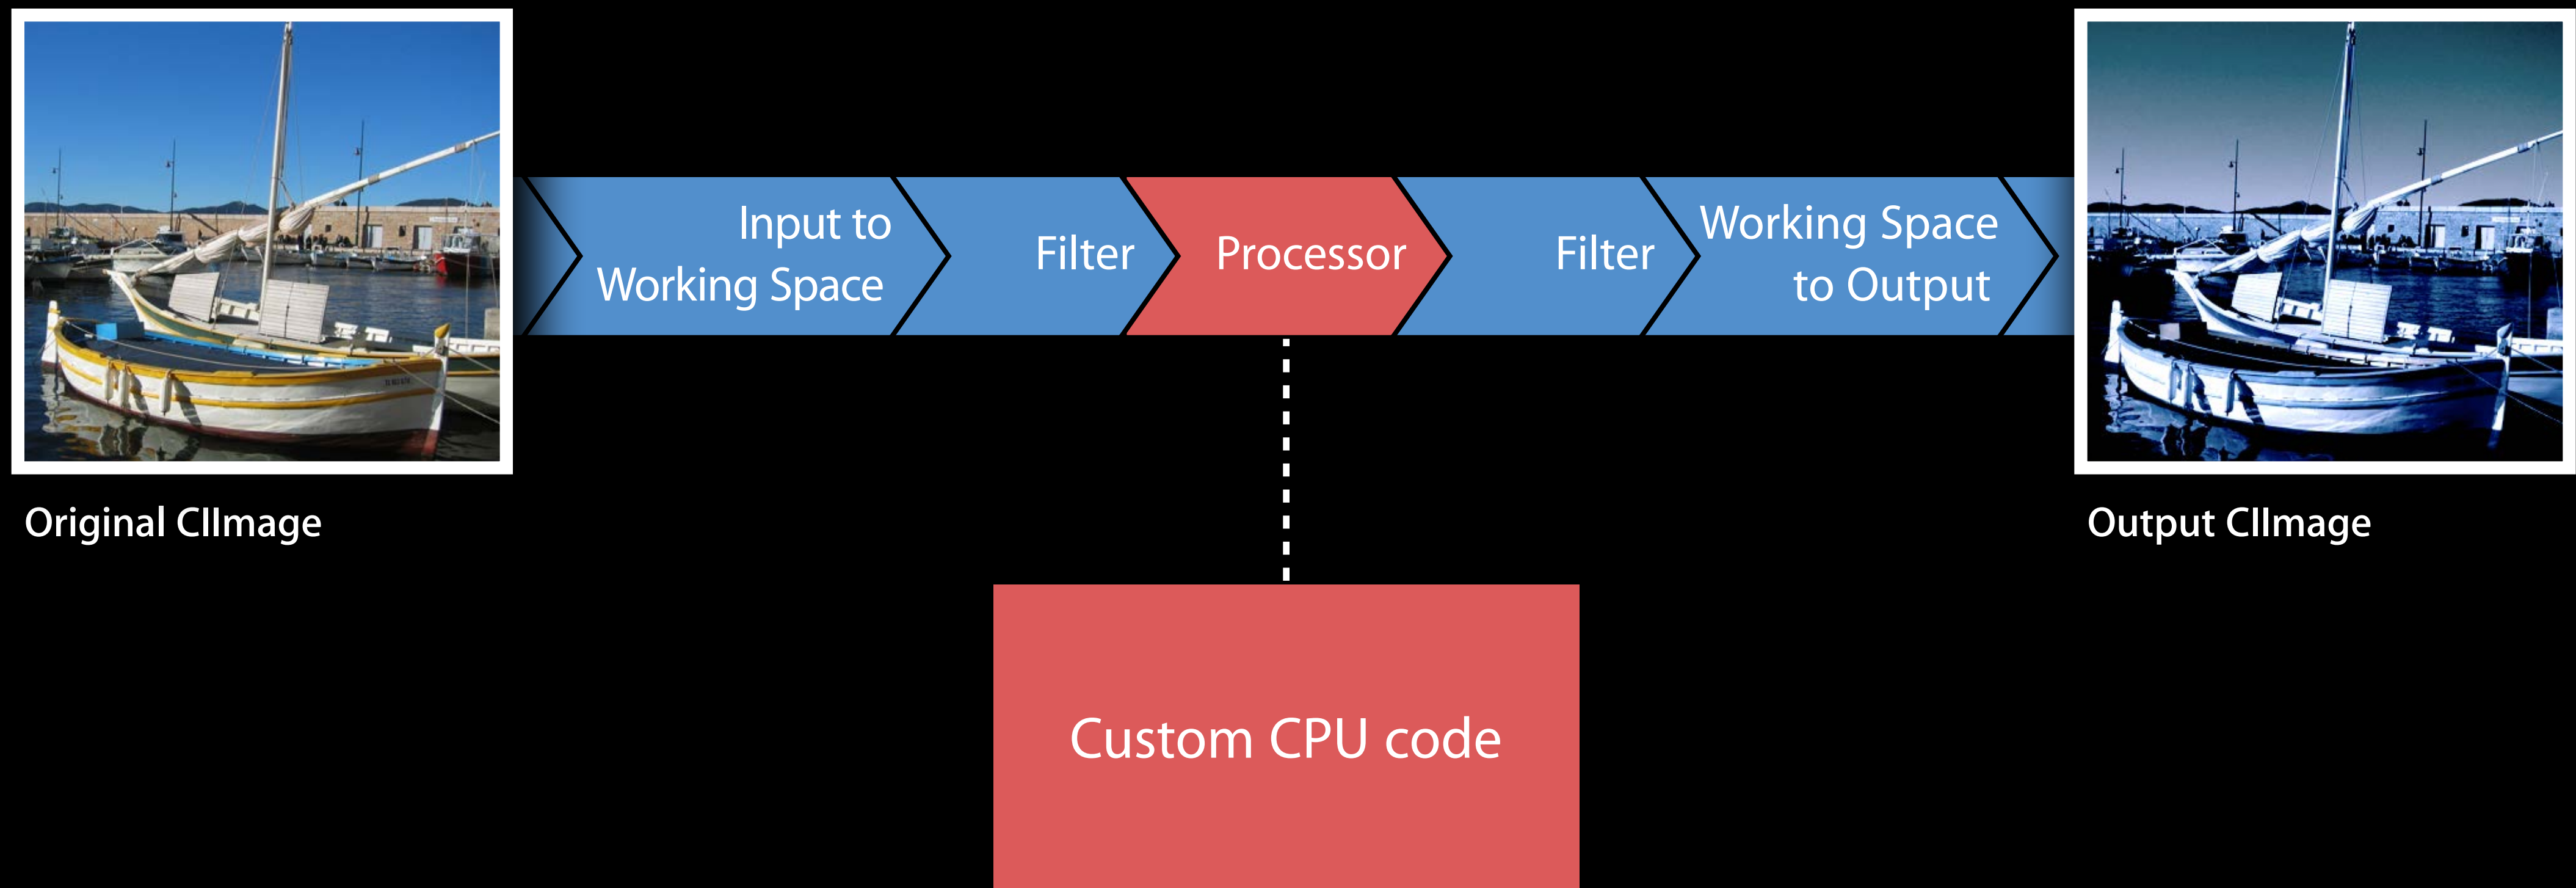 Input to
Working Space
Filter
Processor
Filter
Working Space
to Output
Original CIImage
Output CIImage
Custom CPU code